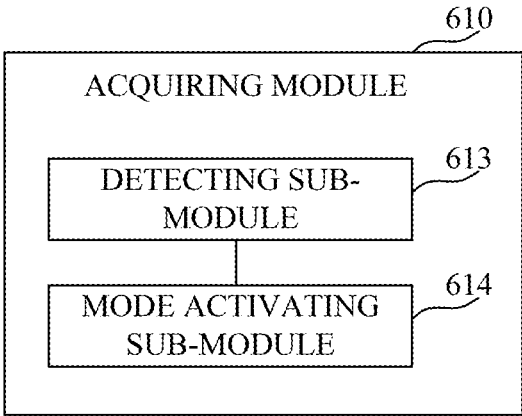 610
ACQUIRING MODULE
DETECTING SUB-
MODULE
613
MODE ACTIVATING
SUB-MODULE
614